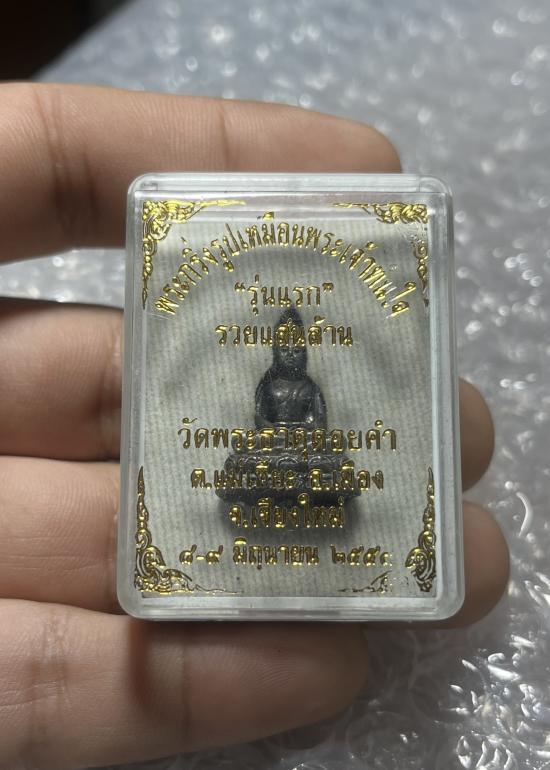 พระกริ่งรูปเหมือนพระเจ้าทันใจ
"รุ่นแรก"
รวยแสนล้าน
วัดพระธาตุดอยคำ
ต.แม่เหียะ อ.เมือง
จ.เชียงใหม่
๘-๙ มิถุนายน